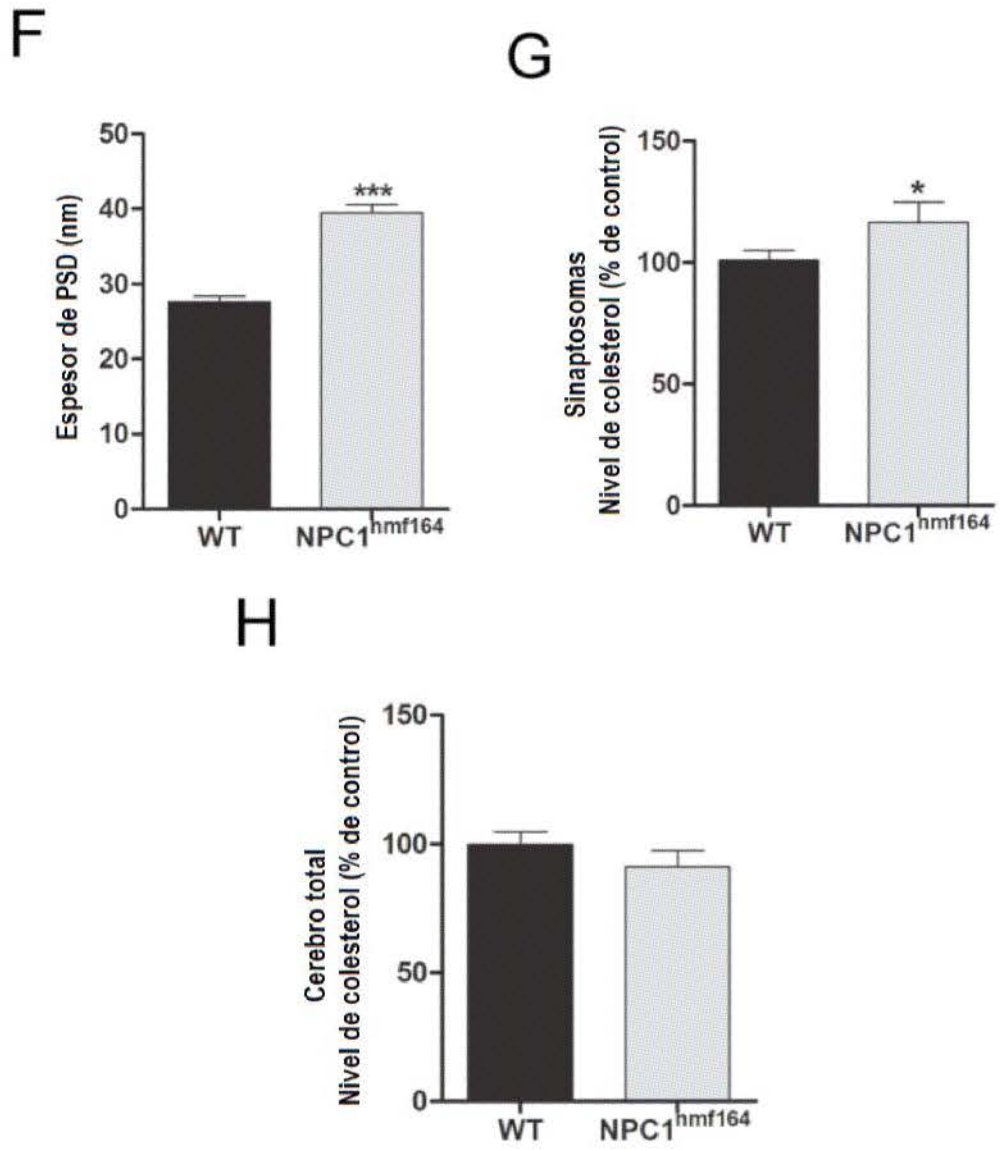 F
Espesor de PSD (nm)
50
40
30
20
10
0
***
WT
NPC1hmf164
G
Sinaptosomas
Nivel de colesterol (% de control)
150
100
50
0
*
WT
NPC1hmf164
H
Cerebro total
Nivel de colesterol (% de control)
150
100
50
0
WT
NPC1hmf164